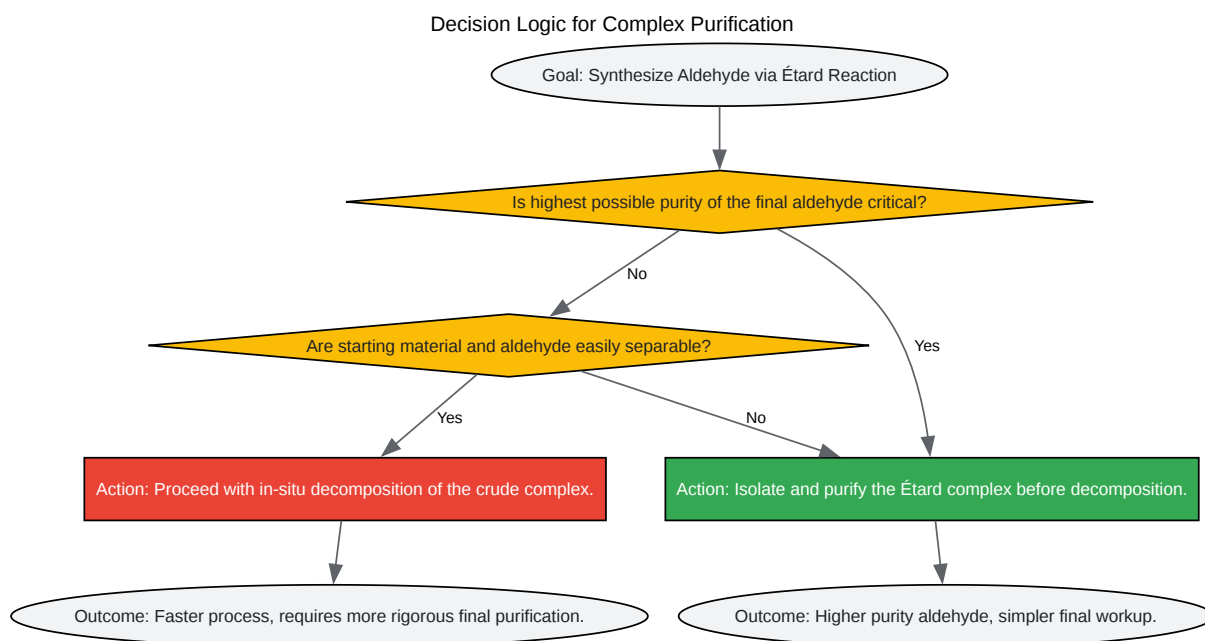 Decision Logic for Complex Purification
Goal: Synthesize Aldehyde via Étard Reaction
Is highest possible purity of the final aldehyde critical?
No
Yes
Are starting material and aldehyde easily separable?
Yes
No
Action: Proceed with in-situ decomposition of the crude complex.
Action: Isolate and purify the Étard complex before decomposition.
Outcome: Faster process, requires more rigorous final purification.
Outcome: Higher purity aldehyde, simpler final workup.